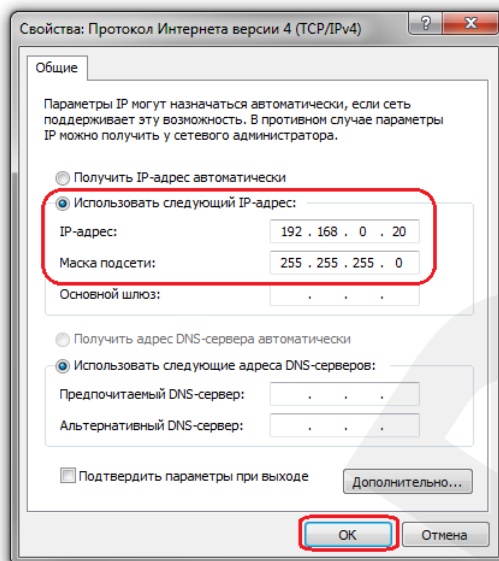 Свойства: Протокол Интернета версии 4 (TCP/IPv4)
Общие
Параметры IP могут назначаться автоматически, если сеть
поддерживает эту возможность. В противном случае параметры
IP можно получить у сетевого администратора.
Получить IP-адрес автоматически
Использовать следующий IP-адрес:
IP-адрес: 192 . 168 . 0 . 20
Маска подсети: 255 . 255 . 255 . 0
Основной шлюз: . . .
Получить адрес DNS-сервера автоматически
Использовать следующие адреса DNS-серверов:
Предпочитаемый DNS-сервер: . . .
Альтернативный DNS-сервер: . . .
Подтвердить параметры при выходе
Дополнительно...
ОК Отмена